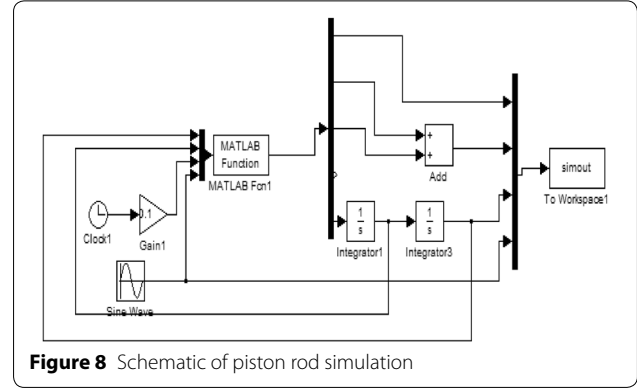 MATLAB
Function
MATLAB Fcn1
+
+
Add
simout
To Workspace1
0.1
Clock1
Gain1
1
s
Integrator1
1
s
Integrator3
Sine Wave
Figure 8 Schematic of piston rod simulation